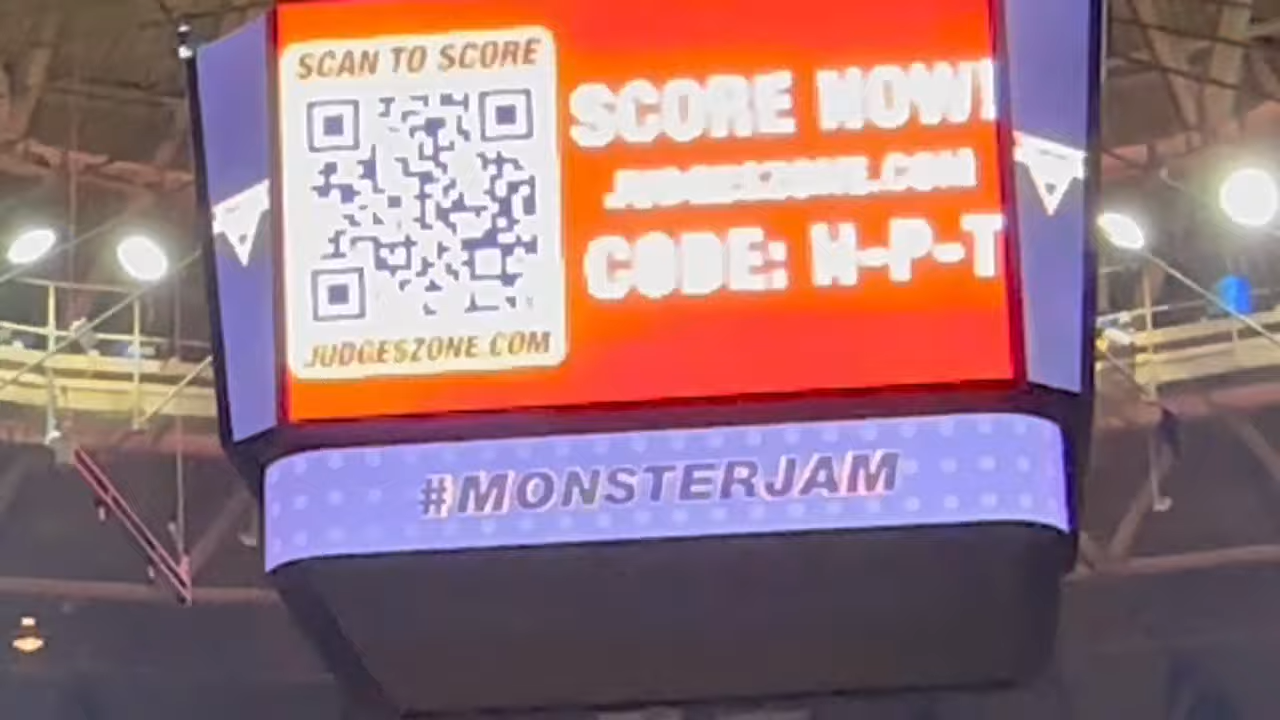 SCAN TO SCORE
JUDGESZONE.COM
SCORE NOW!
JUDGESZONE.COM
CODE: H-P-T
#MONSTERJAM